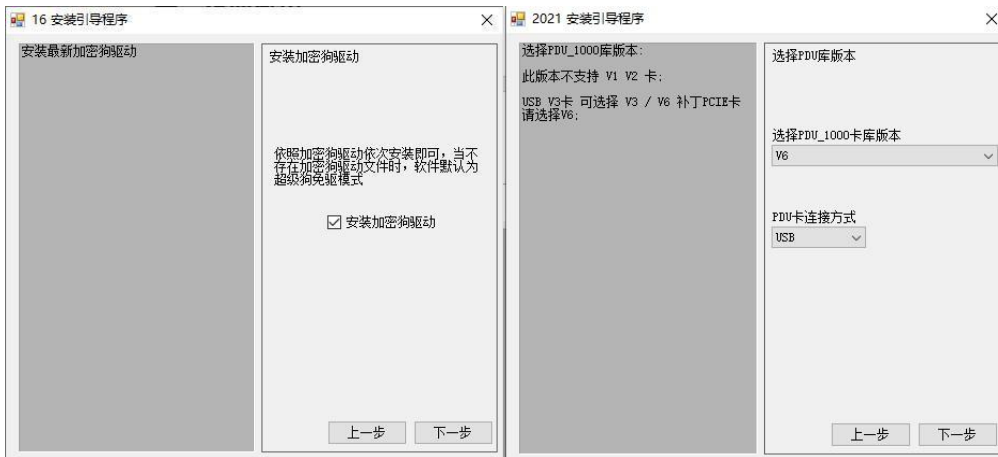 16 安装引导程序
安装最新加密狗驱动
安装加密狗驱动
依照加密狗驱动依次安装即可，当不
存在加密狗驱动文件时，软件默认为
超级狗免驱模式
安装加密狗驱动
上一步
下一步
2021 安装引导程序
选择PDU_1000库版本:
此版本不支持 V1 V2 卡;
USB V3卡 可选择 V3 / V6 补丁PCIE卡
请选择V6;
选择PDU库版本
选择PDU_1000卡库版本
V6
PDU卡连接方式
USB
上一步
下一步